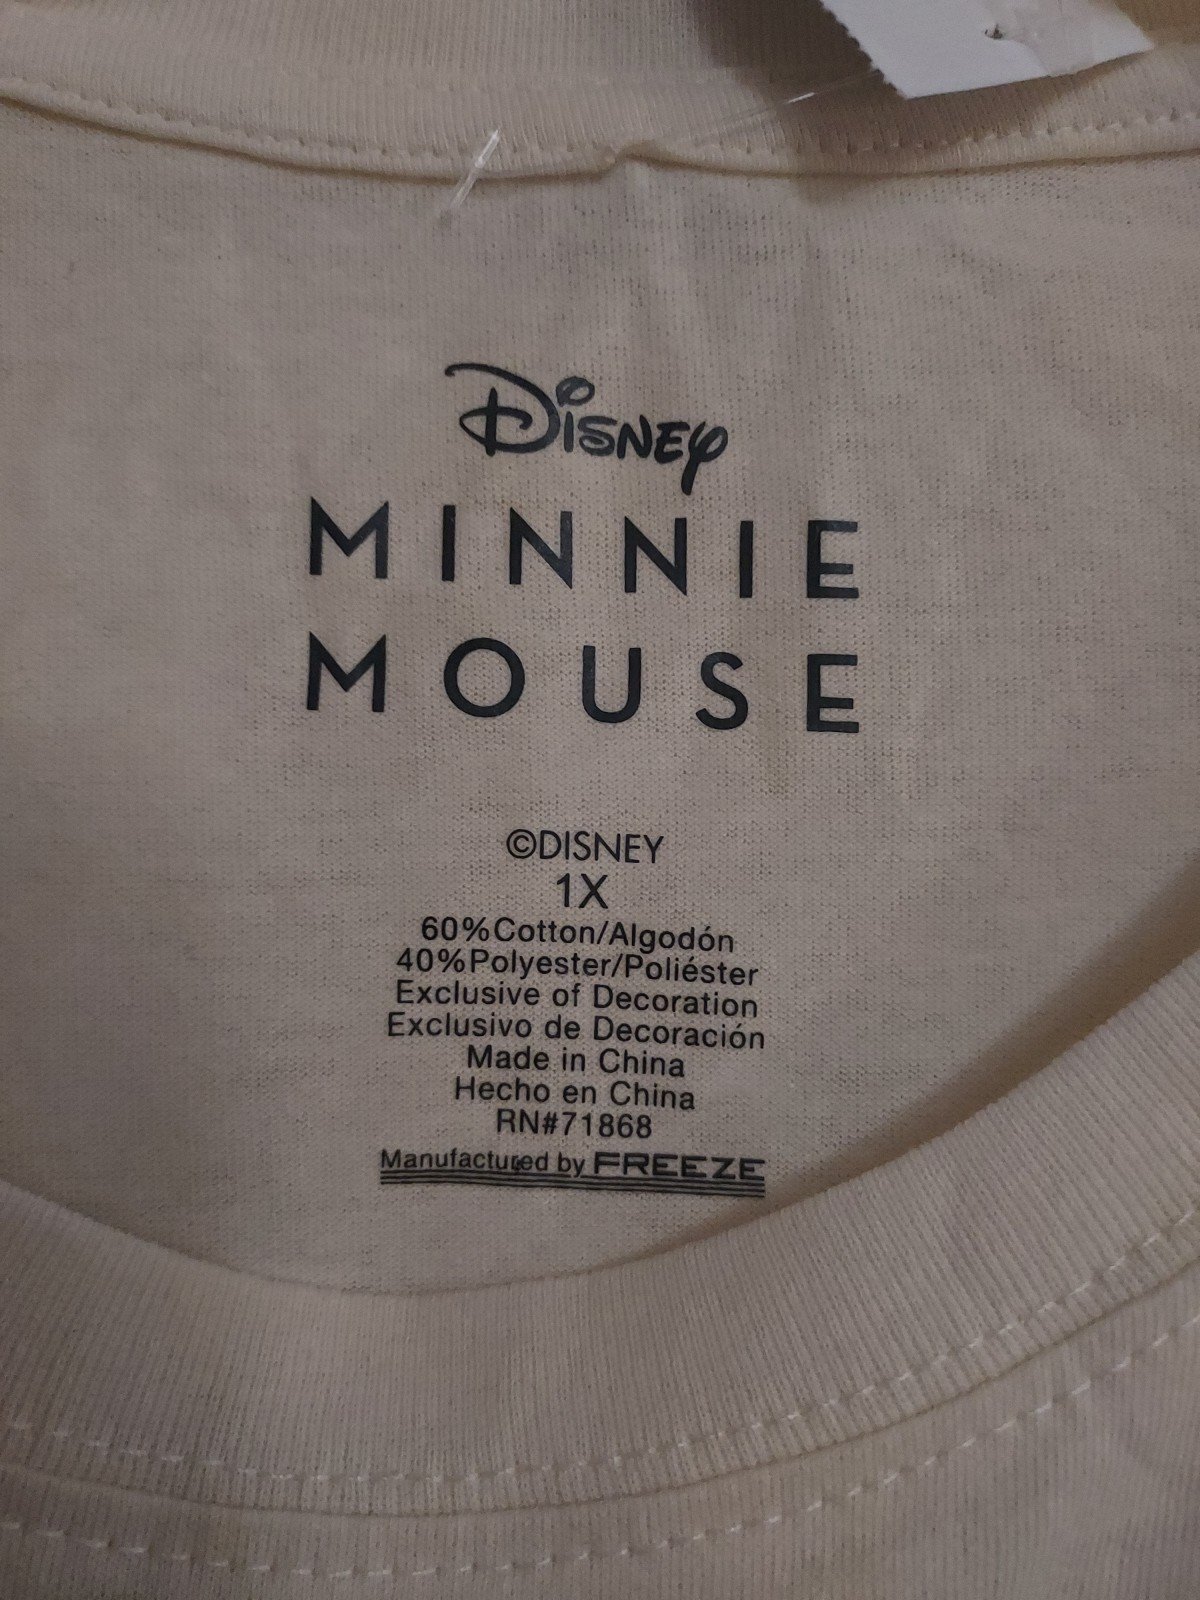 Disney
MINNIE
MOUSE
©DISNEY
1X
60%Cotton/Algodón
40%Polyester/Poliéster
Exclusive of Decoration
Exclusivo de Decoración
Made in China
Hecho en China
RN#71868
Manufactured by FREEZE